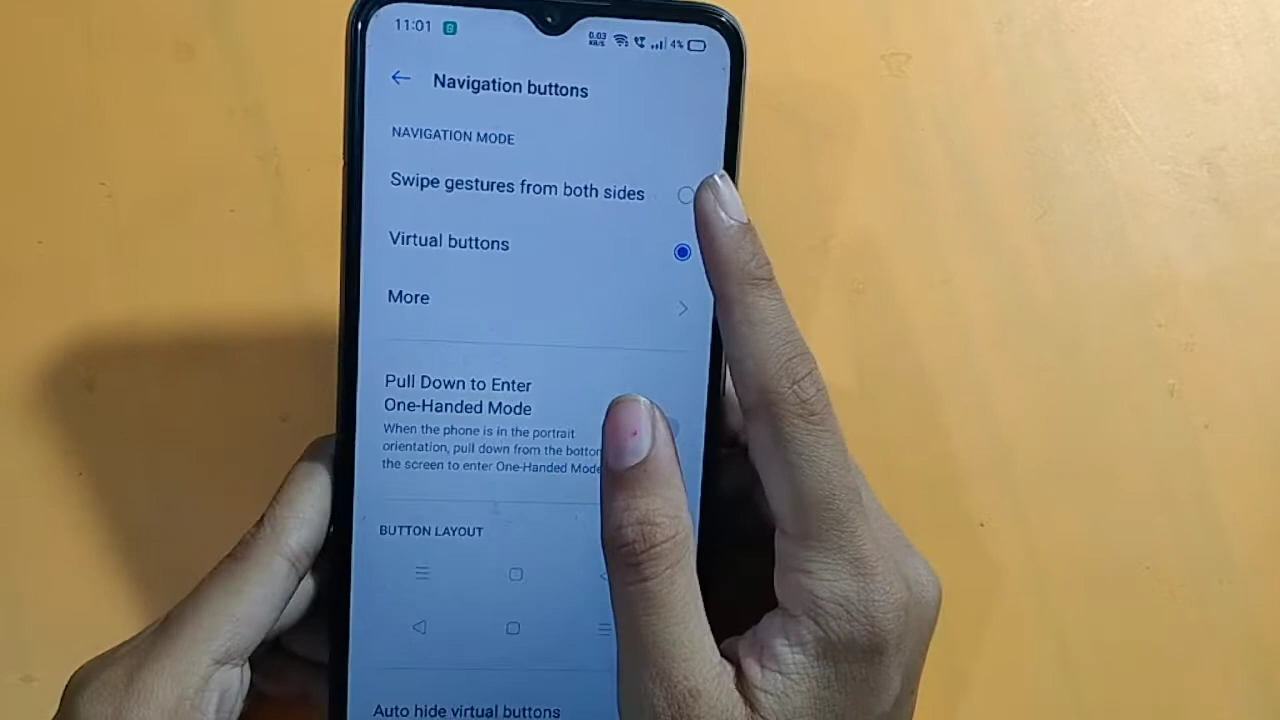 11:01
0.03
KB/S
4%
Navigation buttons
NAVIGATION MODE
Swipe gestures from both sides
Virtual buttons
More
Pull Down to Enter
One-Handed Mode
When the phone is in the portrait
orientation, pull down from the bottom
the screen to enter One-Handed Mode
BUTTON LAYOUT
Auto hide virtual buttons